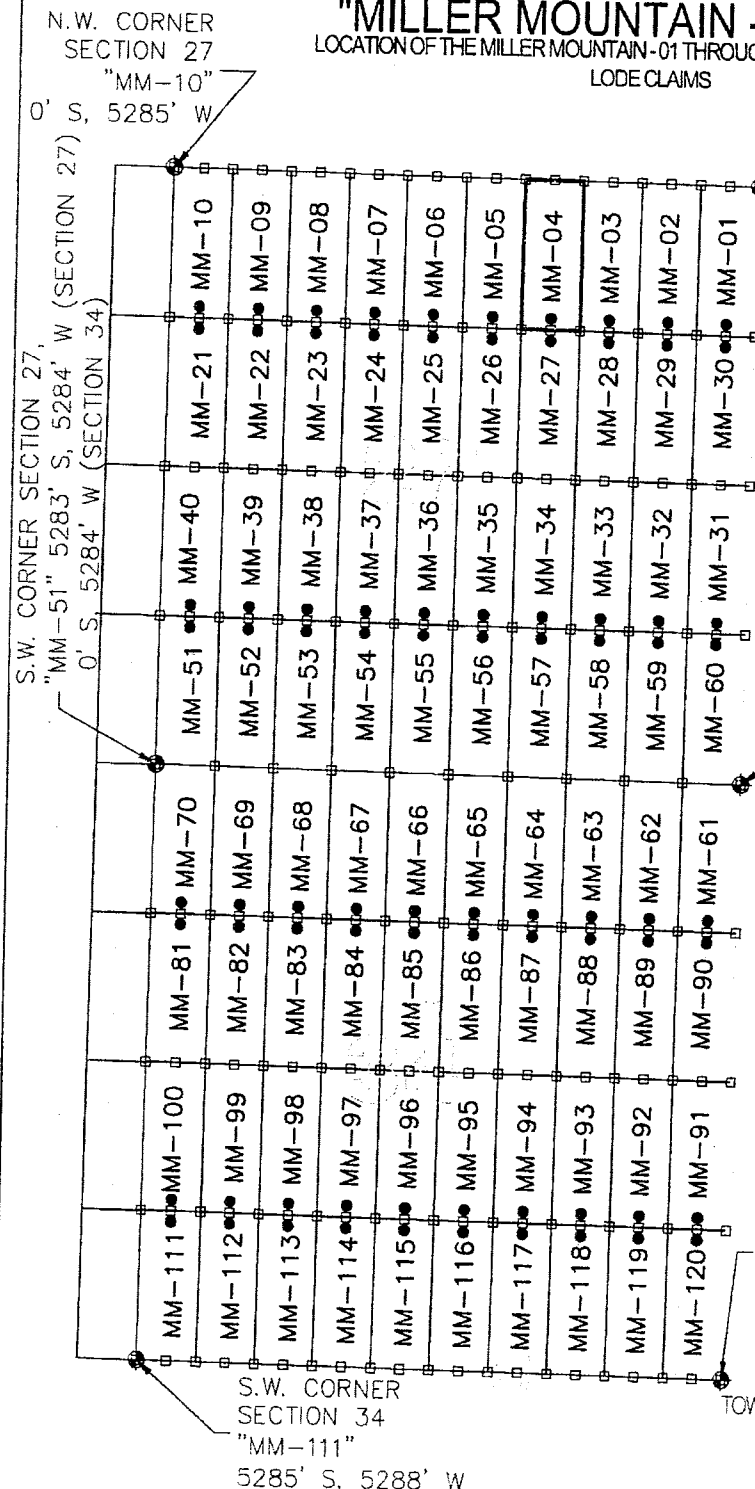 "MILLER MOUNTAIN -
LOCATION OF THE MILLER MOUNTAIN - 01 THROUG
LODE CLAIMS
N.W. CORNER
SECTION 27
"MM-10"
0' S, 5285' W
S.W. CORNER SECTION 27,
"MM-51" 5283' S, 5284' W (SECTION 27)
0' S, 5284' W (SECTION 34)
MM-10 MM-09 MM-08 MM-07 MM-06 MM-05 MM-04 MM-03 MM-02 MM-01
MM-21 MM-22 MM-23 MM-24 MM-25 MM-26 MM-27 MM-28 MM-29 MM-30
MM-40 MM-39 MM-38 MM-37 MM-36 MM-35 MM-34 MM-33 MM-32 MM-31
MM-51 MM-52 MM-53 MM-54 MM-55 MM-56 MM-57 MM-58 MM-59 MM-60
MM-70 MM-69 MM-68 MM-67 MM-66 MM-65 MM-64 MM-63 MM-62 MM-61
MM-81 MM-82 MM-83 MM-84 MM-85 MM-86 MM-87 MM-88 MM-89 MM-90
MM-100 MM-99 MM-98 MM-97 MM-96 MM-95 MM-94 MM-93 MM-92 MM-91
MM-111 MM-112 MM-113 MM-114 MM-115 MM-116 MM-117 MM-118 MM-119 MM-120
S.W. CORNER
SECTION 34
"MM-111"
5285' S, 5288' W
TOW